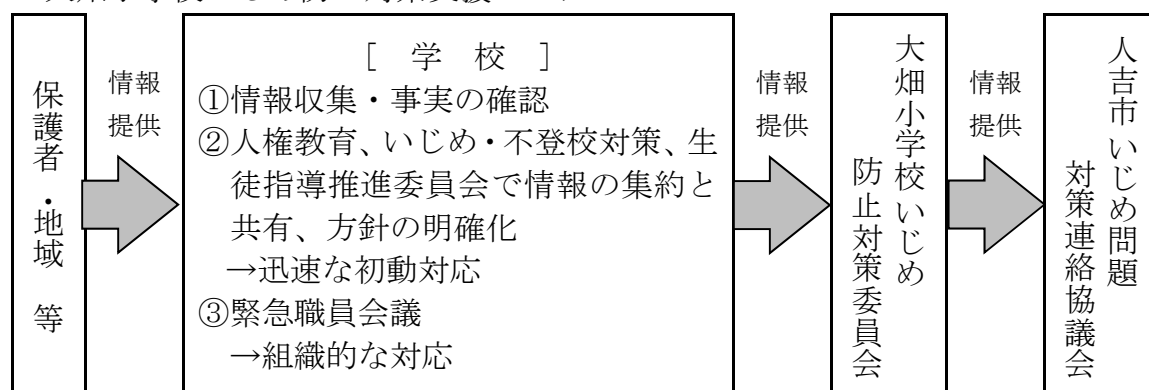 保護者・地域 等
情報
提供
［ 学 校 ］
①情報収集・事実の確認
②人権教育、いじめ・不登校対策、生
徒指導推進委員会で情報の集約と
共有、方針の明確化
→迅速な初動対応
③緊急職員会議
→組織的な対応
情報
提供
大畑小学校いじめ
防止対策委員会
情報
提供
人吉市いじめ問題
対策連絡協議会